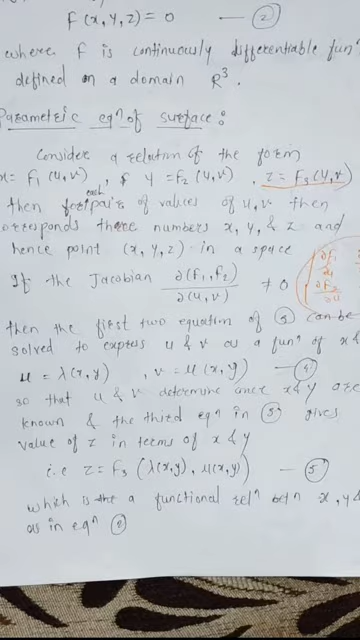 F(x,y,z) = 0 — (2)
where F is continuously differentiable funⁿ
defined on a domain R³.
Parametric eqⁿ of surface:
Consider a relation of the form
x = F₁(u,v), & y = F₂(u,v), z = F₃(u,v)
then for each pair of values of u,v then
corresponds there numbers x, y, & z and
hence point (x,y,z) in a space
If the Jacobian ∂(f₁,f₂)/∂(u,v) ≠ 0
then the first two equation of (3) can be
solved to express u & v as a funⁿ of x &
u = λ(x,y), v = μ(x,y) — (4)
so that u & v determine once x & y are
known & the third eqⁿ in (3) gives
value of z in terms of x & y
i.e z = F₃(λ(x,y), μ(x,y)) — (5)
which is the a functional relⁿ betⁿ x, y &
as in eqⁿ (2)